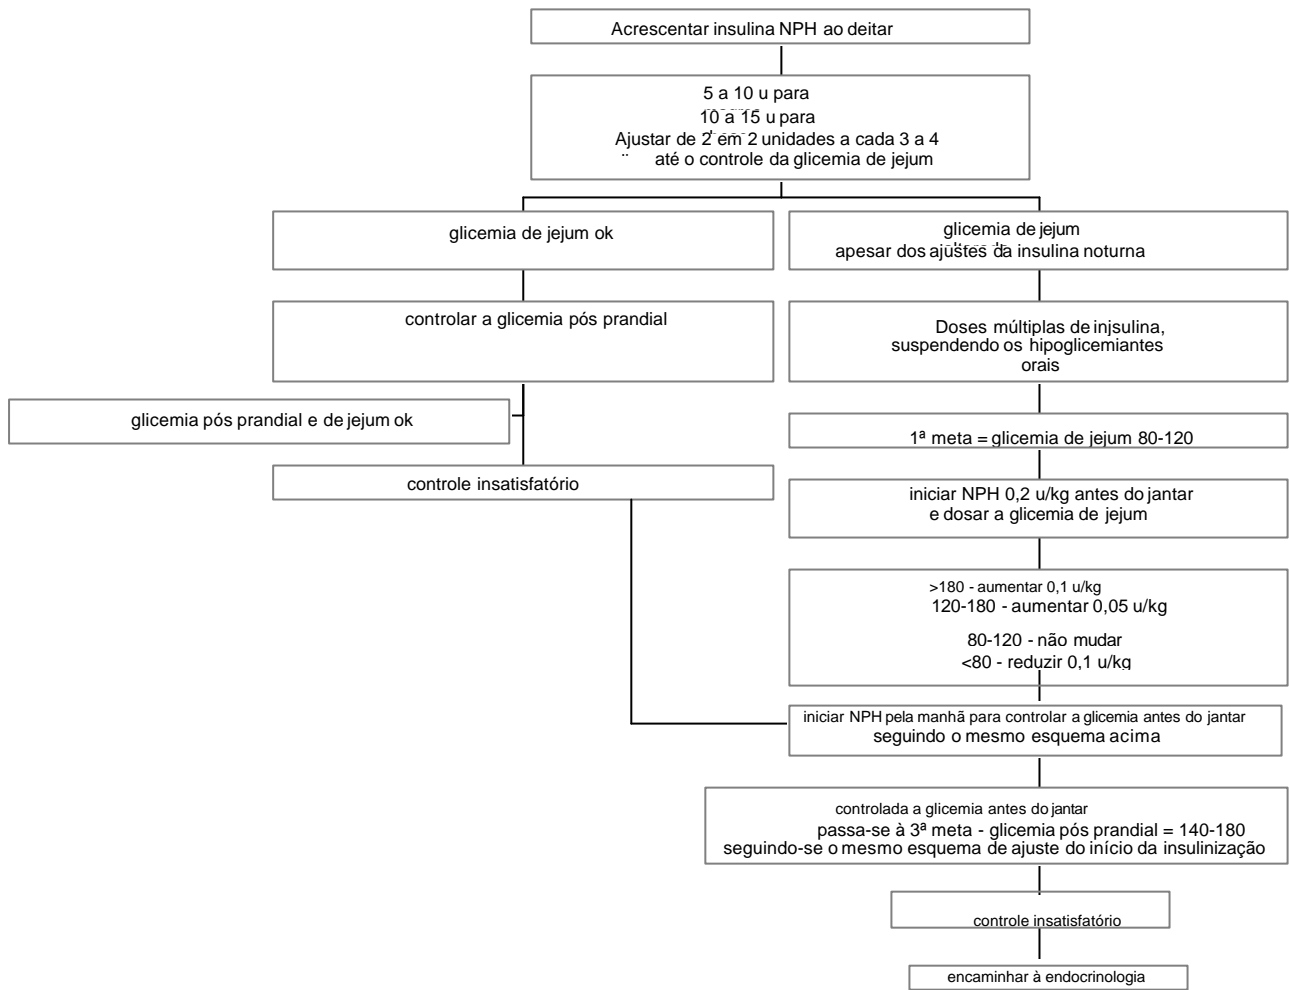 Acrescentar insulina NPH ao deitar
5 a 10 u para
10 a 15 u para
Ajustar de 2 em 2 unidades a cada 3 a 4
até o controle da glicemia de jejum
glicemia de jejum ok
glicemia de jejum
apesar dos ajustes da insulina noturna
controlar a glicemia pós prandial
Doses múltiplas de injsulina,
suspendendo os hipoglicemiantes
orais
glicemia pós prandial e de jejum ok
1ª meta = glicemia de jejum 80-120
controle insatisfatório
iniciar NPH 0,2 u/kg antes do jantar
e dosar a glicemia de jejum
>180 - aumentar 0,1 u/kg
120-180 - aumentar 0,05 u/kg
80-120 - não mudar
<80 - reduzir 0,1 u/kg
iniciar NPH pela manhã para controlar a glicemia antes do jantar
seguindo o mesmo esquema acima
controlada a glicemia antes do jantar
passa-se à 3ª meta - glicemia pós prandial = 140-180
seguindo-se o mesmo esquema de ajuste do início da insulinização
controle insatisfatório
encaminhar à endocrinologia